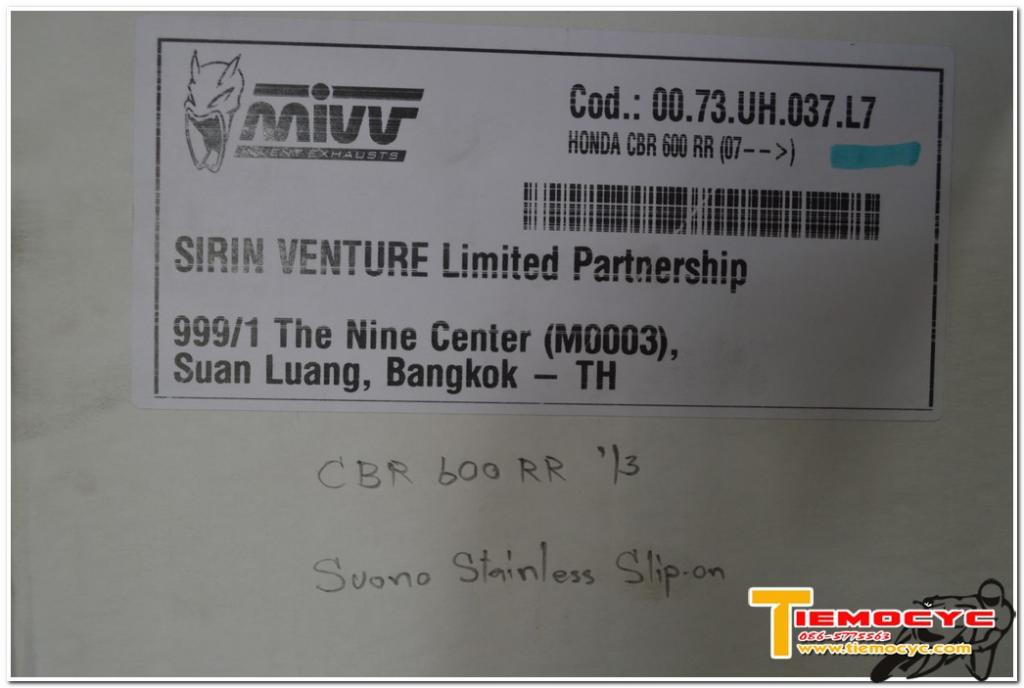 mivv
Cod.: 00.73.UH.037.L7
EXHAUSTS
HONDA CBR 600 RR (07-->)
SIRIN VENTURE Limited Partnership
999/1 The Nine Center (M0003),
Suan Luang, Bangkok – TH
CBR 600 RR '13
Suono Stainless Slip-on
TIEMOCYC
086-5775563
www.tiemocyc.com